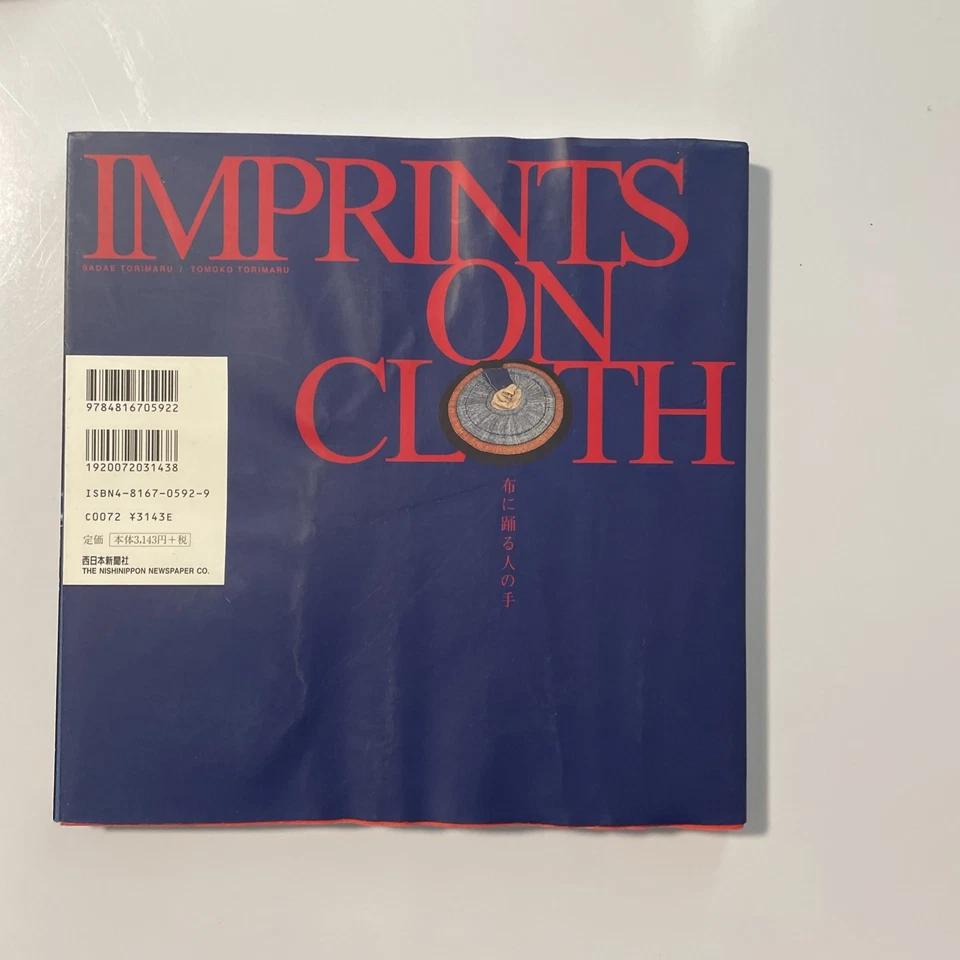 IMPRINTS
SADAE TORIMARU / TOMOKO TORIMARU
ON
CLOTH
布に踊る人の手
9784816705922
1920072031438
ISBN4-8167-0592-9
C0072 ¥3143E
定価 本体3,143円+税
西日本新聞社
THE NISHINIPPON NEWSPAPER CO.